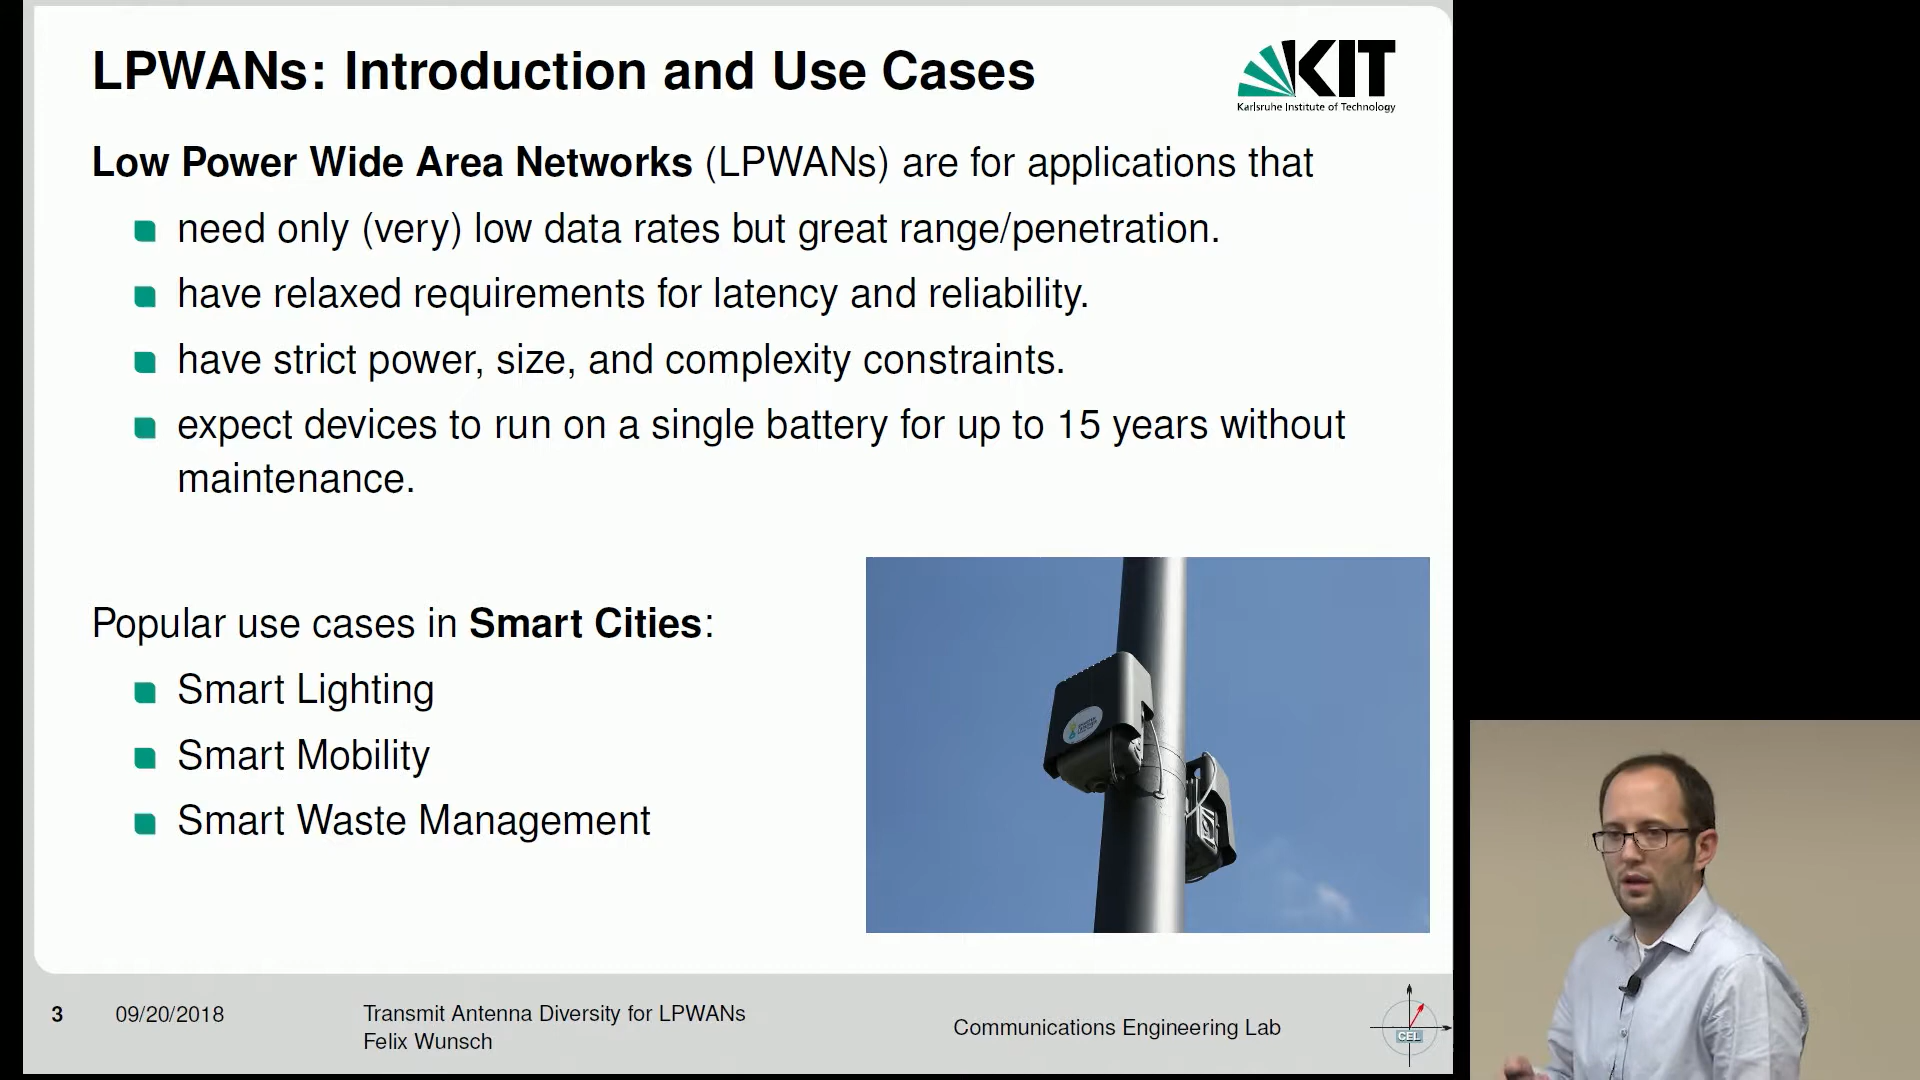 LPWANs: Introduction and Use Cases
KIT
Karlsruhe Institute of Technology
Low Power Wide Area Networks (LPWANs) are for applications that
need only (very) low data rates but great range/penetration.
have relaxed requirements for latency and reliability.
have strict power, size, and complexity constraints.
expect devices to run on a single battery for up to 15 years without
maintenance.
Popular use cases in Smart Cities:
Smart Lighting
Smart Mobility
Smart Waste Management
3
09/20/2018
Transmit Antenna Diversity for LPWANs
Felix Wunsch
Communications Engineering Lab
CEL